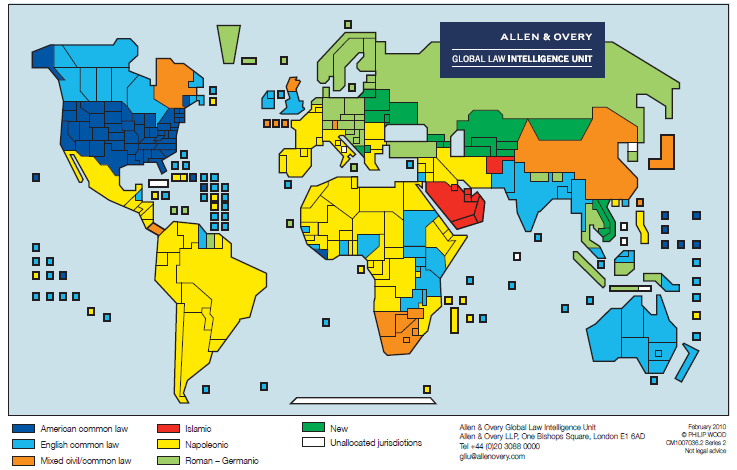 ALLEN & OVERY
GLOBAL LAW INTELLIGENCE UNIT
American common law
English common law
Mixed civil/common law
Islamic
Napoleonic
Roman – Germanic
New
Unallocated jurisdictions
Allen & Overy Global Law Intelligence Unit
Allen & Overy LLP, One Bishops Square, London E1 6AD
Tel +44 (0)20 3088 0000
gliu@allenovery.com
February 2010
© PHILIP WOOD
CM1007036.2 Series 2
Not legal advice